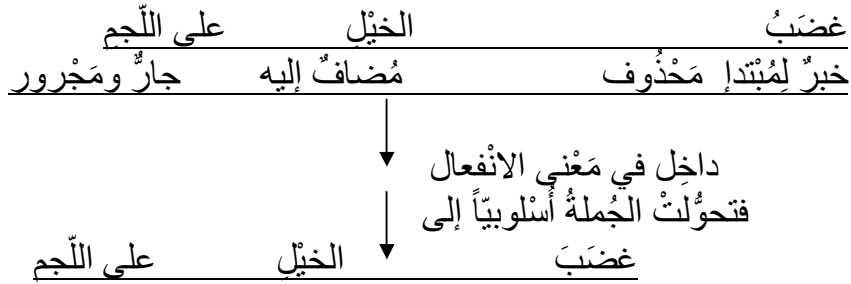 غضَبُ الخيْلِ على اللّجمِ
خبرٌ لِمُبْتدإ مَحْذُوف مُضافٌ إليه جارٌّ ومَجْرور
داخِل في مَعْنى الانْفعال
فتحوُّلتْ الجُملةُ أُسْلوبيّاً إلى
غضَبَ الخيْلِ على اللّجمِ